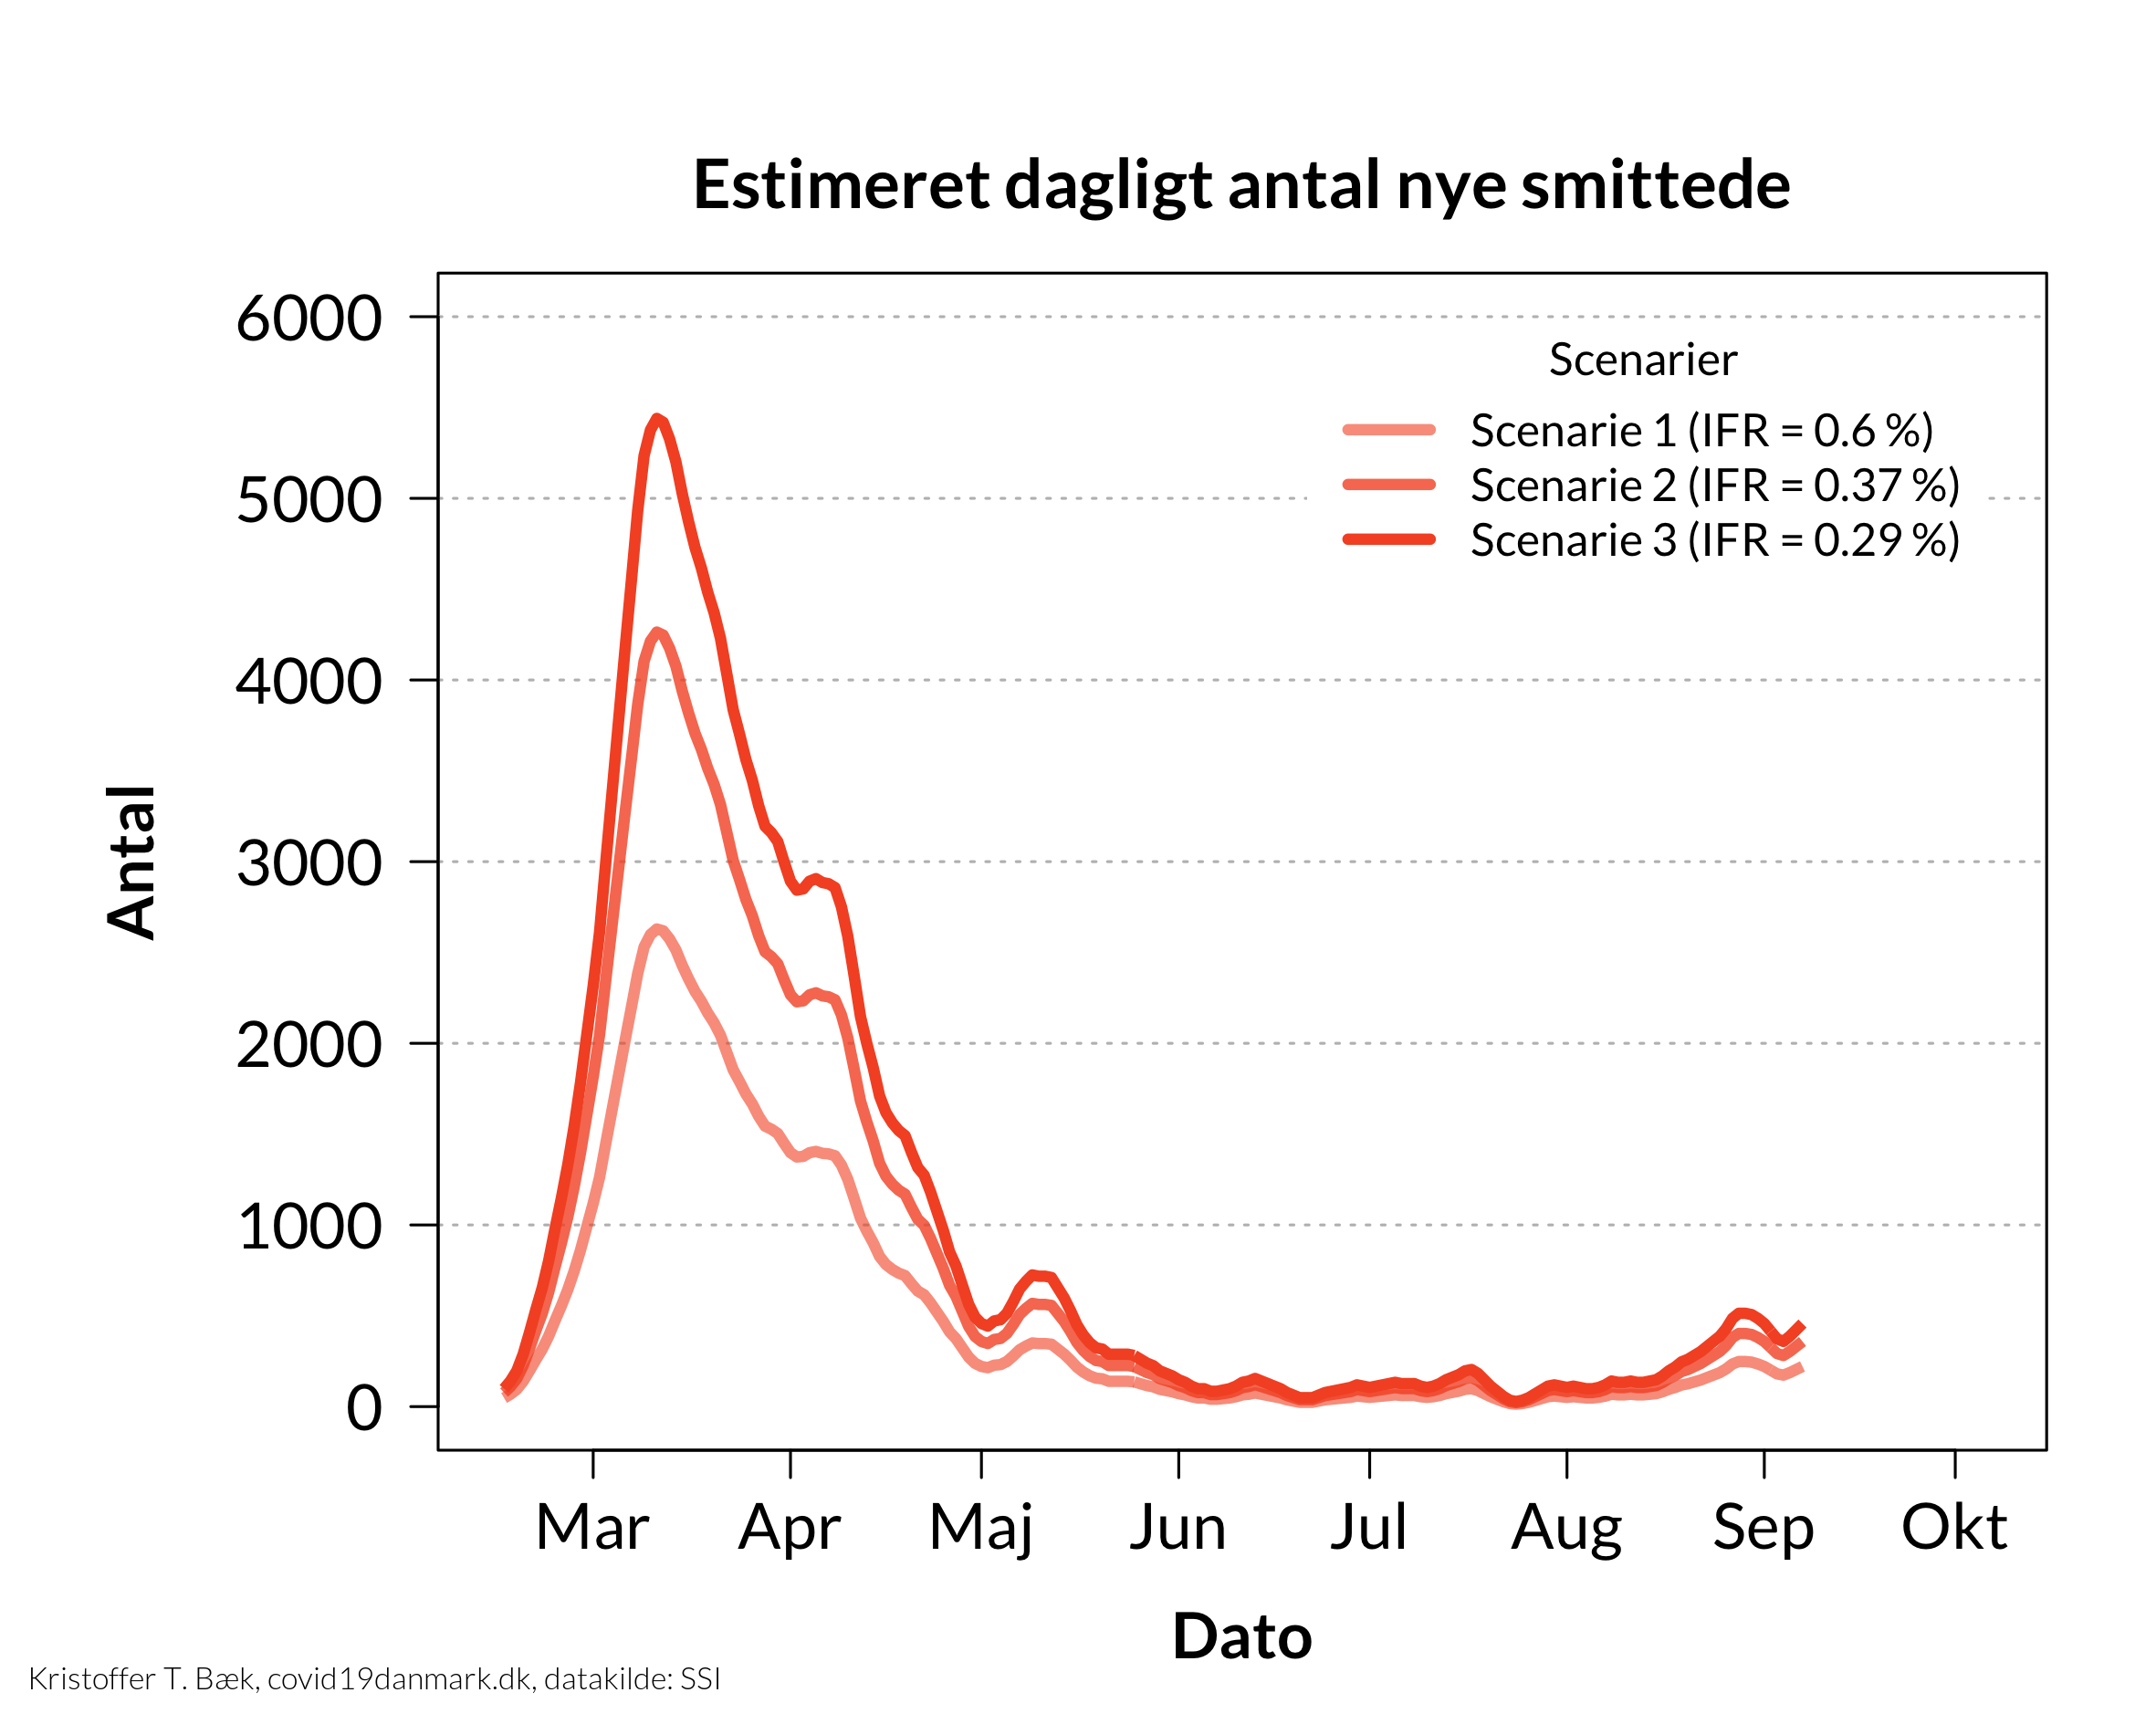 Estimeret dagligt antal nye smittede
6000
5000
4000
3000
2000
1000
0
Antal
Scenarier
Scenarie 1 (IFR = 0.6 %)
Scenarie 2 (IFR = 0.37 %)
Scenarie 3 (IFR = 0.29 %)
Mar Apr Maj Jun Jul Aug Sep Okt
Dato
Kristoffer T. Bæk, covid19danmark.dk, datakilde: SSI